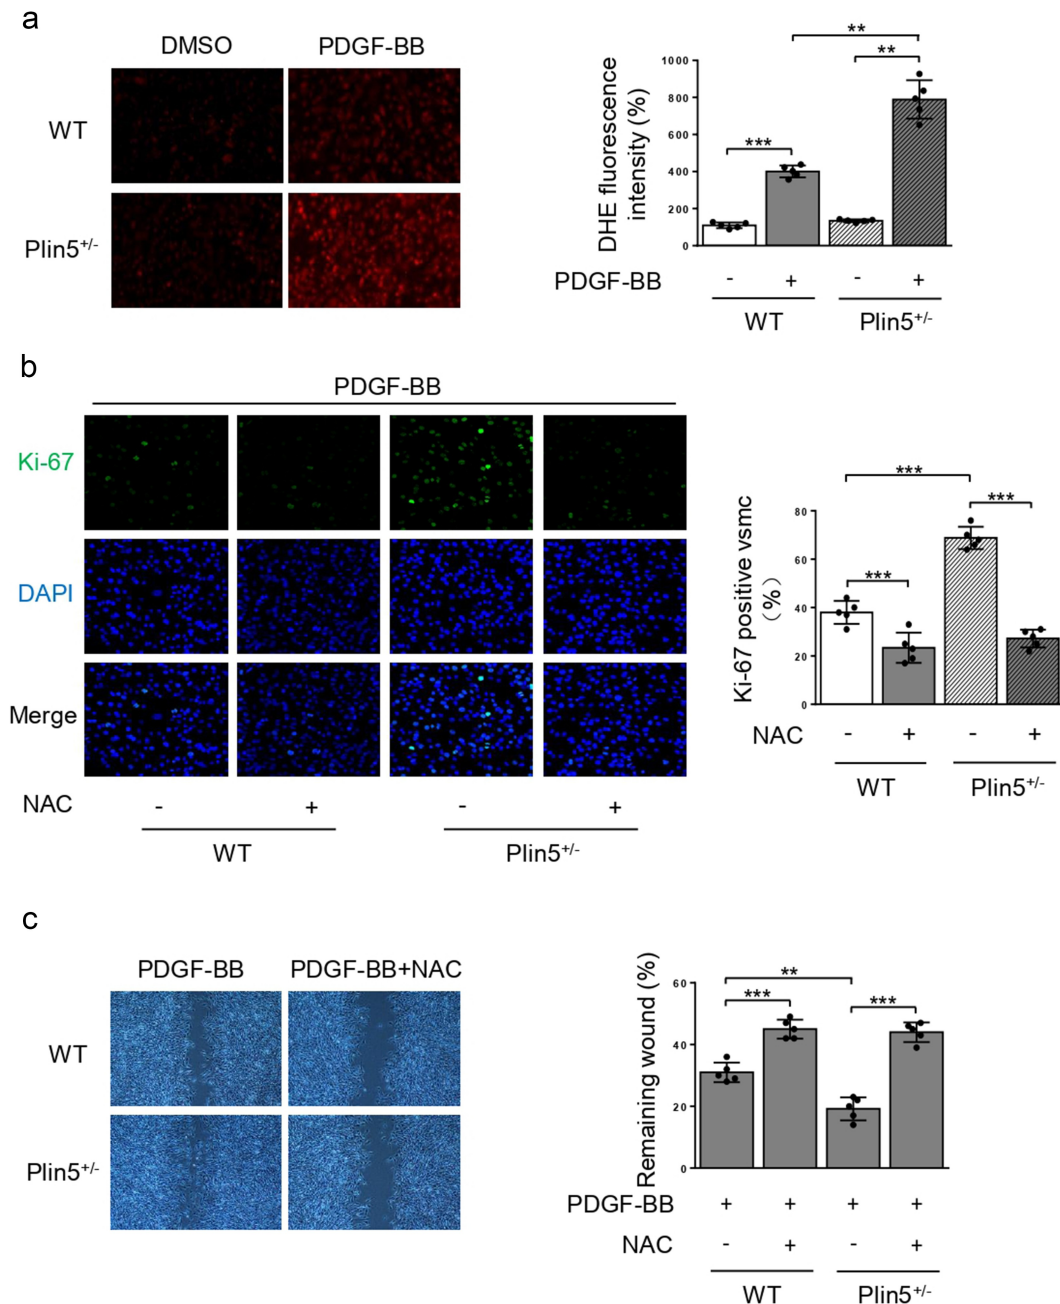 a
DMSO PDGF-BB
WT
Plin5+/-
DHE fluorescence
intensity (%)
1000
800
600
400
200
0
***
**
**
PDGF-BB - + - +
WT Plin5+/-
b
PDGF-BB
Ki-67
DAPI
Merge
NAC - + - +
WT Plin5+/-
Ki-67 positive vsmc
(%)
80
60
40
20
0
***
***
***
NAC - + - +
WT Plin5+/-
c
PDGF-BB PDGF-BB+NAC
WT
Plin5+/-
Remaining wound (%)
60
40
20
0
**
***
***
PDGF-BB + + + +
NAC - + - +
WT Plin5+/-